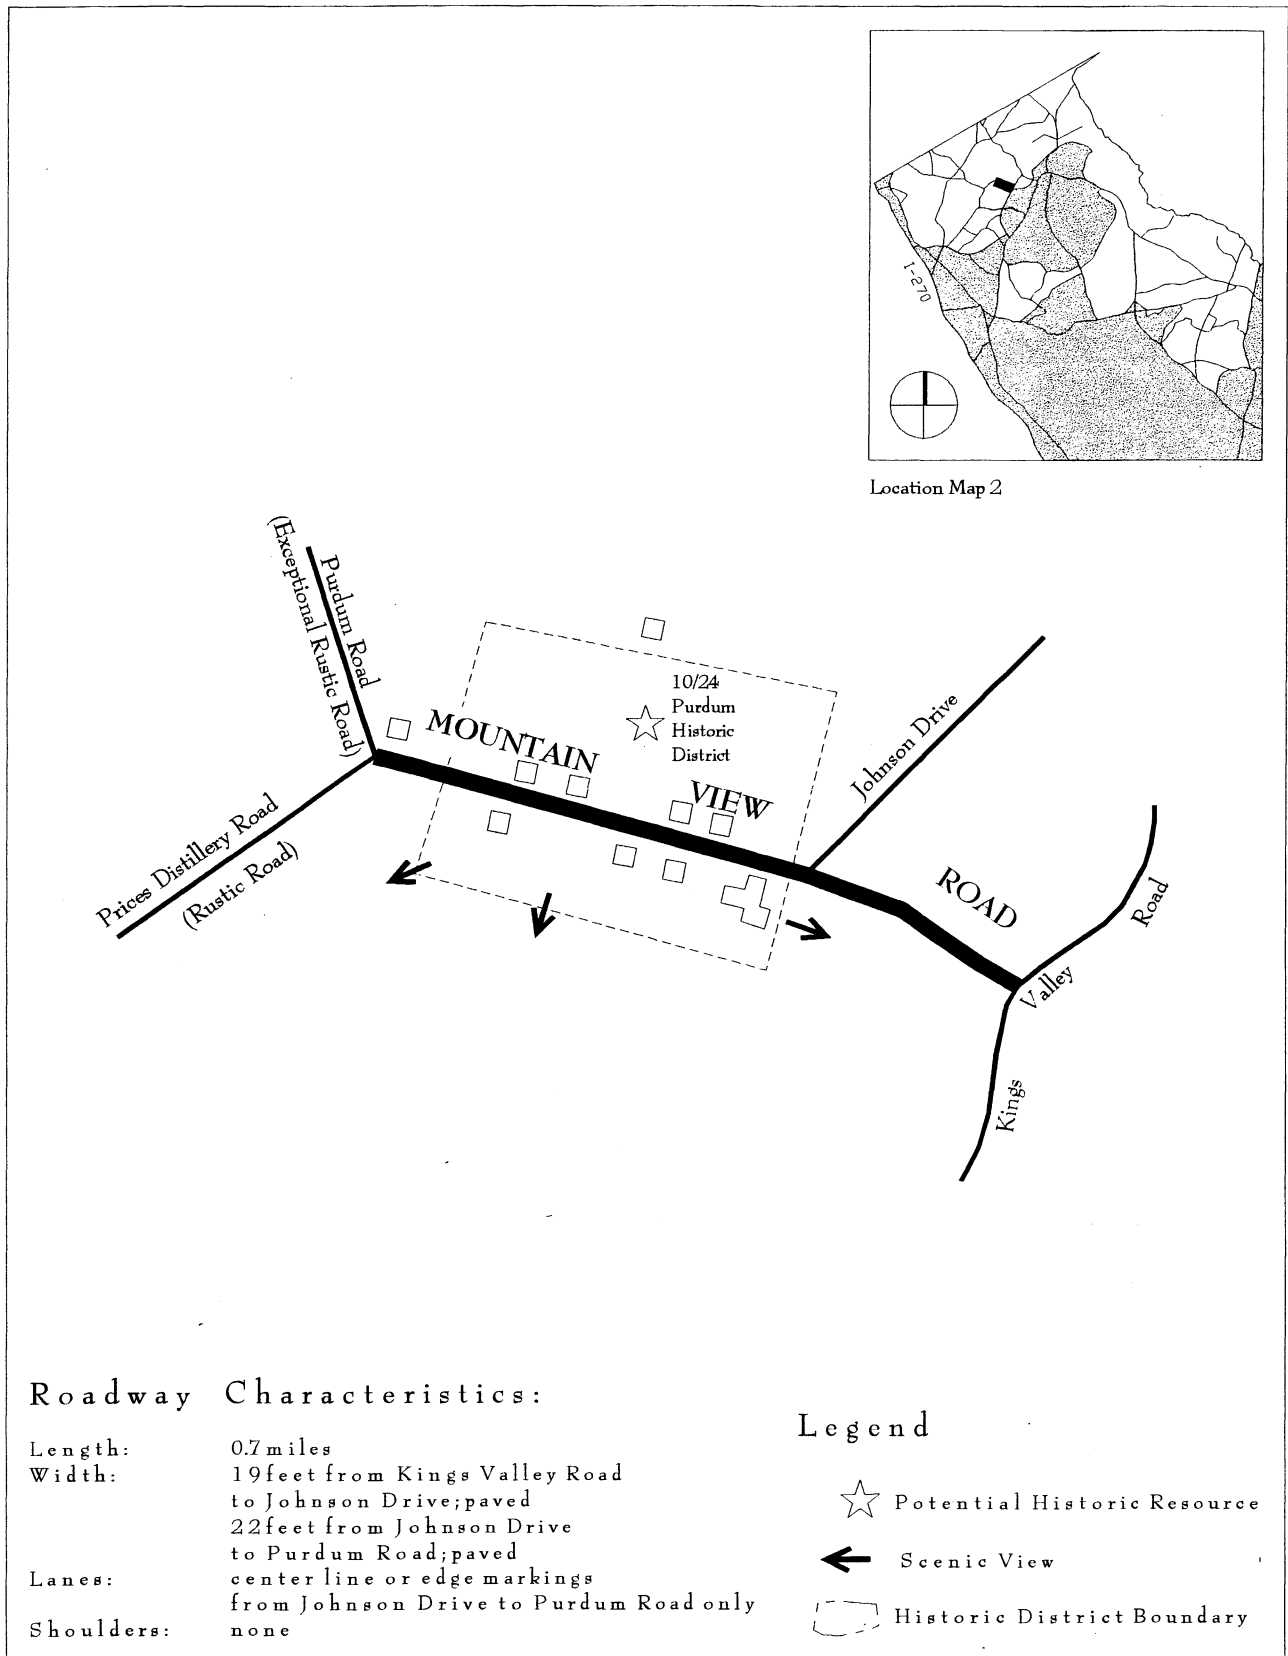 I-270
Location Map 2
(Exceptional Rustic Road)
Purdum Road
10/24
Purdum
Historic
District
MOUNTAIN
VIEW
ROAD
Johnson Drive
Prices Distillery Road
(Rustic Road)
Kings
Valley
Road
Roadway Characteristics:
Length: 0.7 miles
Width: 19 feet from Kings Valley Road
to Johnson Drive; paved
22 feet from Johnson Drive
to Purdum Road; paved
Lanes: center line or edge markings
from Johnson Drive to Purdum Road only
Shoulders: none
Legend
Potential Historic Resource
Scenic View
Historic District Boundary